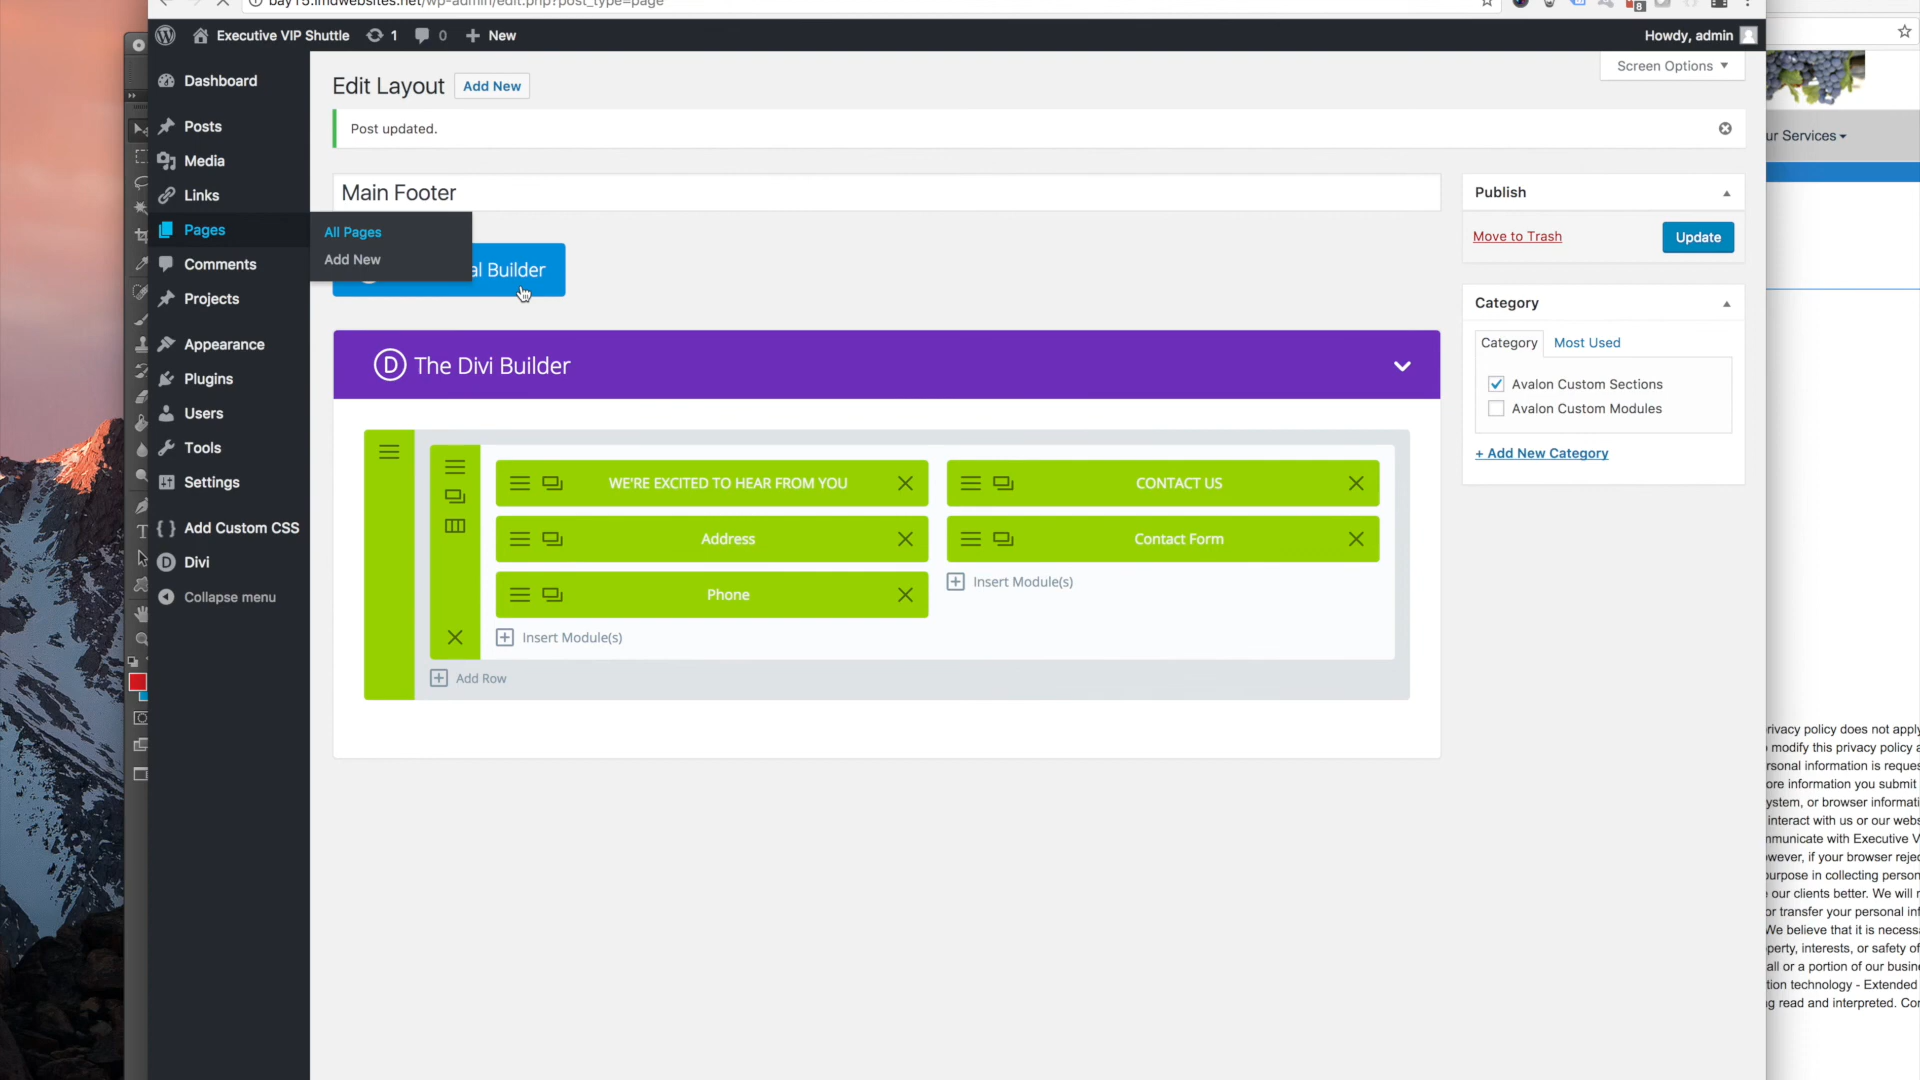 bay15.imdwebsites.net/wp-admin/edit.php?post_type=page
8
Executive VIP Shuttle
1
0
New
Howdy, admin
Dashboard
Posts
Media
Links
Pages
All Pages
Add New
Comments
Projects
Appearance
Plugins
Users
Tools
Settings
Add Custom CSS
Divi
Collapse menu
Screen Options
Edit Layout
Add New
Post updated.
Main Footer
al Builder
The Divi Builder
WE'RE EXCITED TO HEAR FROM YOU
Address
Phone
Insert Module(s)
CONTACT US
Contact Form
Insert Module(s)
Add Row
Publish
Move to Trash
Update
Category
Category
Most Used
Avalon Custom Sections
Avalon Custom Modules
+ Add New Category
ur Services
rivacy policy does not apply
modify this privacy policy
rsonal information is reques
ore information you submit
ystem, or browser informati
interact with us or our webs
mmunicate with Executive V
wever, if your browser rejec
urpose in collecting person
our clients better. We will
or transfer your personal inf
We believe that it is necess
perty, interests, or safety of
all or a portion of our busin
tion technology - Extended
g read and interpreted. Co